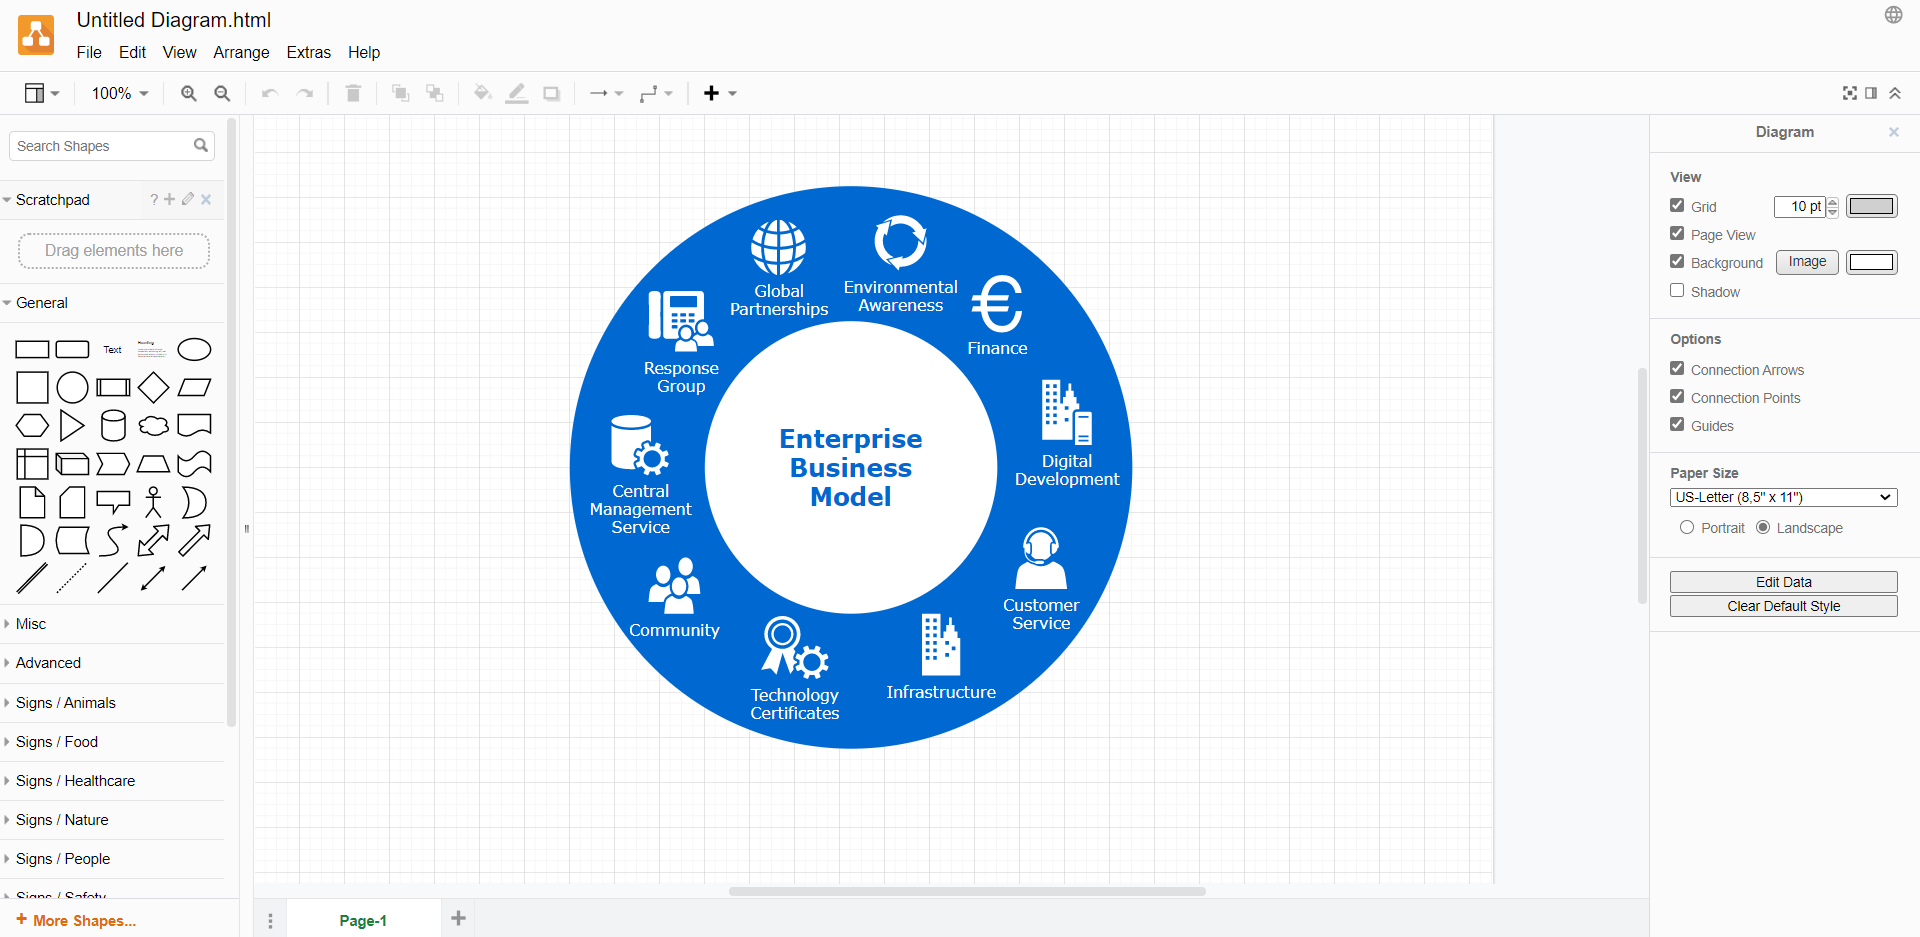 Untitled Diagram.html
File Edit View Arrange Extras Help
100%
Search Shapes
Scratchpad
?
Drag elements here
General
Text
Heading
Misc
Advanced
Signs / Animals
Signs / Food
Signs / Healthcare
Signs / Nature
Signs / People
Signs / Safety
+ More Shapes...
Global
Partnerships
Environmental
Awareness
Finance
Response
Group
Digital
Development
Central
Management
Service
Enterprise
Business
Model
Customer
Service
Community
Technology
Certificates
Infrastructure
Page-1
Diagram
View
Grid 10 pt
Page View
Background Image
Shadow
Options
Connection Arrows
Connection Points
Guides
Paper Size
US-Letter (8,5" x 11")
Portrait Landscape
Edit Data
Clear Default Style